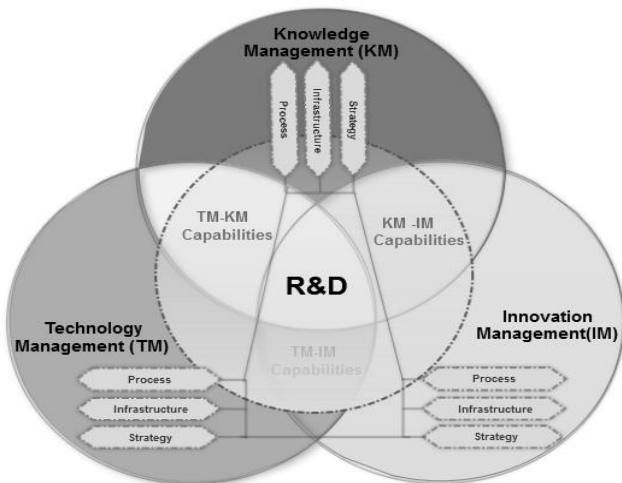 Knowledge
Management (KM)
Process
Infrastructure
Strategy
TM-KM
Capabilities
KM -IM
Capabilities
R&D
Technology
Management (TM)
Innovation
Management(IM)
TM-IM
Capabilities
Process
Infrastructure
Strategy
Process
Infrastructure
Strategy